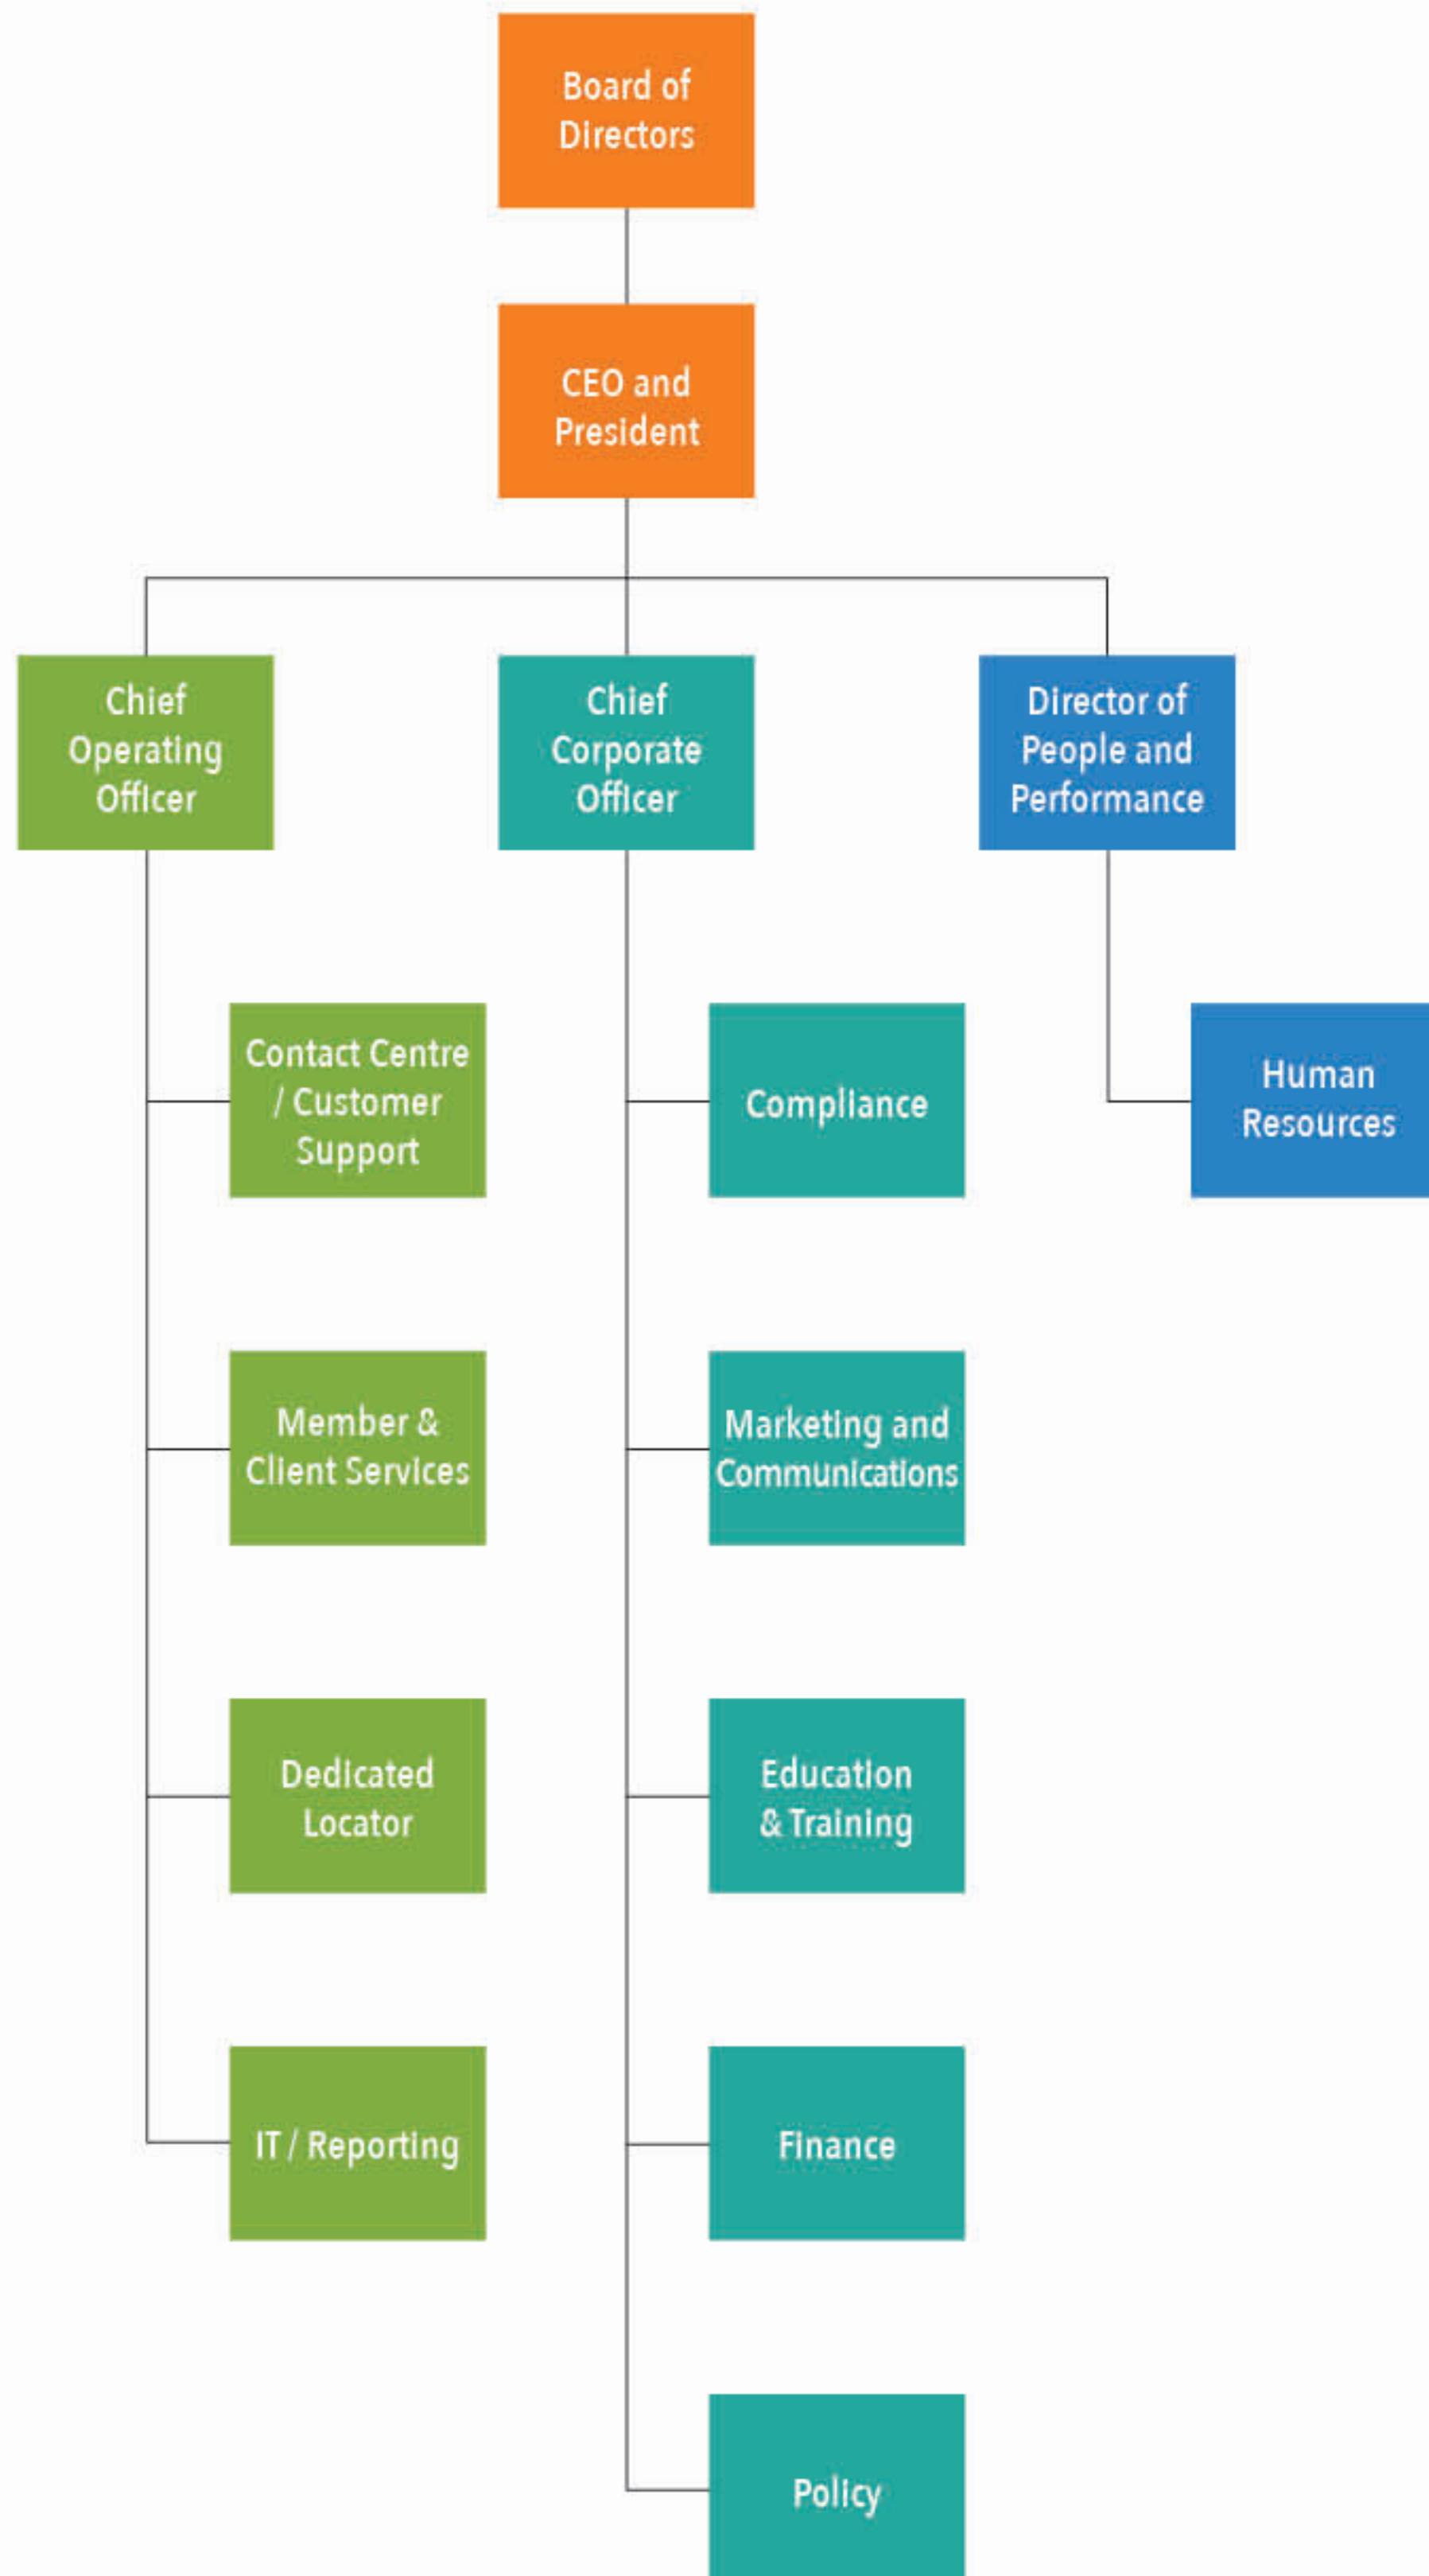 Board of
Directors
CEO and
President
Chief
Operating
Officer
Chief
Corporate
Officer
Director of
People and
Performance
Contact Centre
/ Customer
Support
Compliance
Human
Resources
Member &
Client Services
Marketing and
Communications
Dedicated
Locator
Education
& Training
IT / Reporting
Finance
Policy